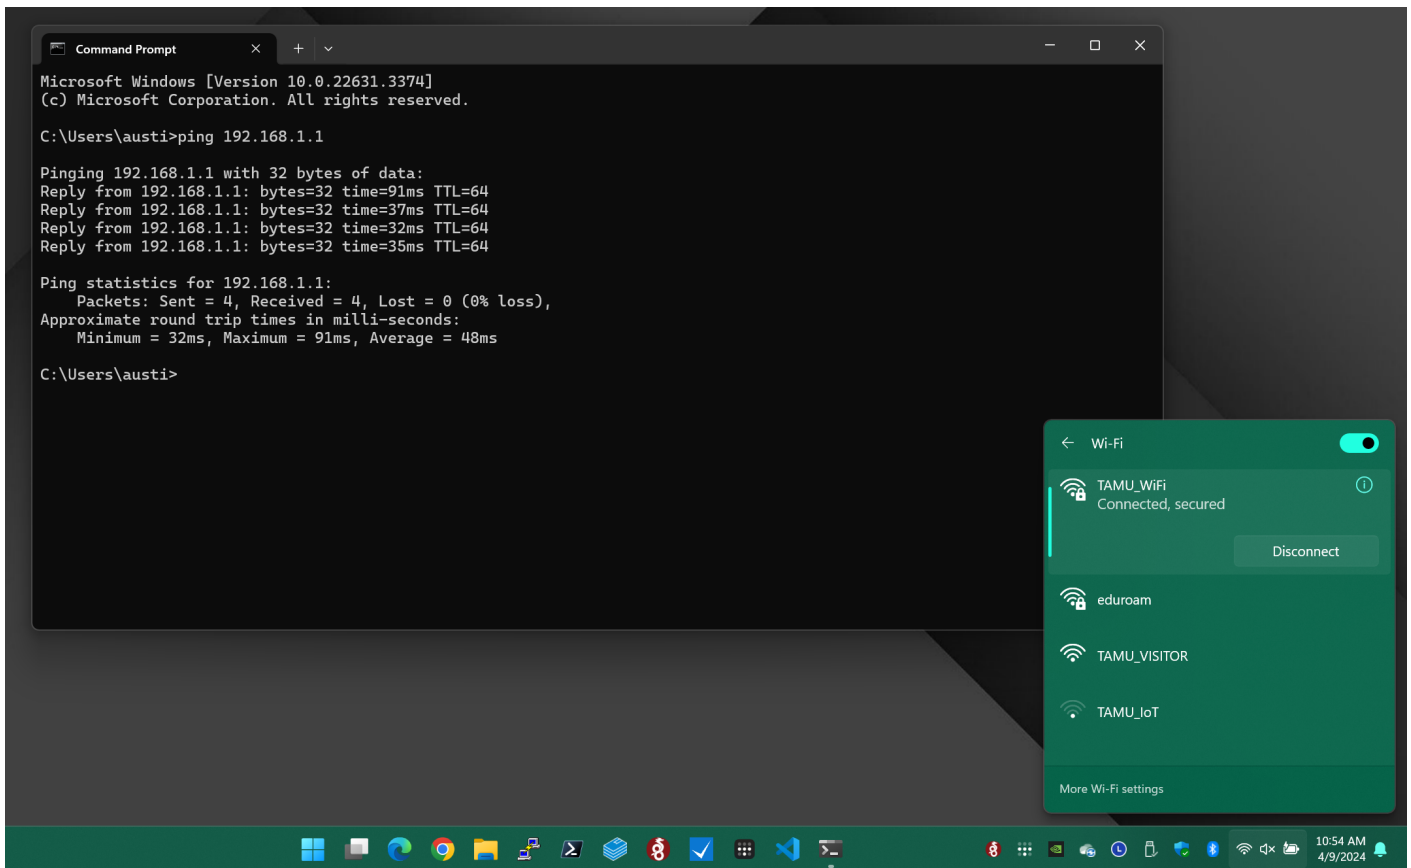 Command Prompt
Microsoft Windows [Version 10.0.22631.3374]
(c) Microsoft Corporation. All rights reserved.
C:\Users\austi>ping 192.168.1.1
Pinging 192.168.1.1 with 32 bytes of data:
Reply from 192.168.1.1: bytes=32 time=91ms TTL=64
Reply from 192.168.1.1: bytes=32 time=37ms TTL=64
Reply from 192.168.1.1: bytes=32 time=32ms TTL=64
Reply from 192.168.1.1: bytes=32 time=35ms TTL=64
Ping statistics for 192.168.1.1:
    Packets: Sent = 4, Received = 4, Lost = 0 (0% loss),
Approximate round trip times in milli-seconds:
    Minimum = 32ms, Maximum = 91ms, Average = 48ms
C:\Users\austi>
Wi-Fi
TAMU_WiFi
Connected, secured
Disconnect
eduroam
TAMU_VISITOR
TAMU_IoT
More Wi-Fi settings
10:54 AM
4/9/2024